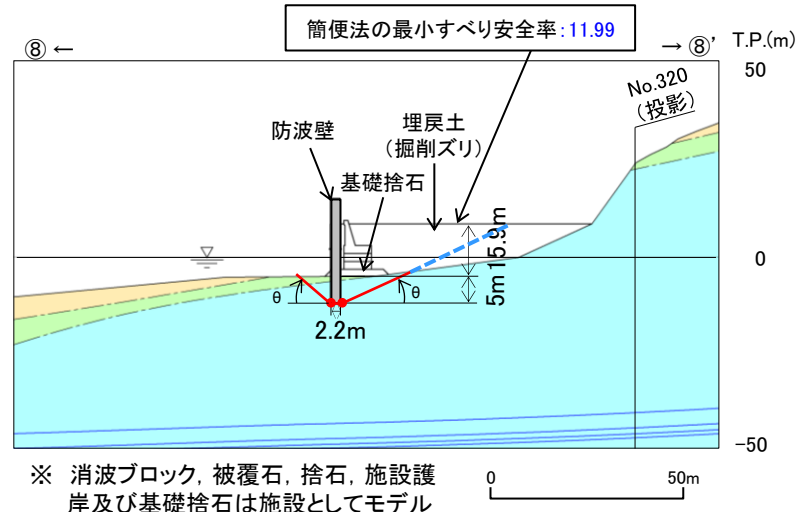 簡便法の最小すべり安全率:11.99
⑧ ←
→ ⑧’
T.P.(m)
50
No.320
(投影)
防波壁
埋戻土
(掘削ズリ)
基礎捨石
15.9m
0
5m
θ
θ
2.2m
-50
※ 消波ブロック, 被覆石, 捨石, 施設護
岸及び基礎捨石は施設としてモデル
0
50m